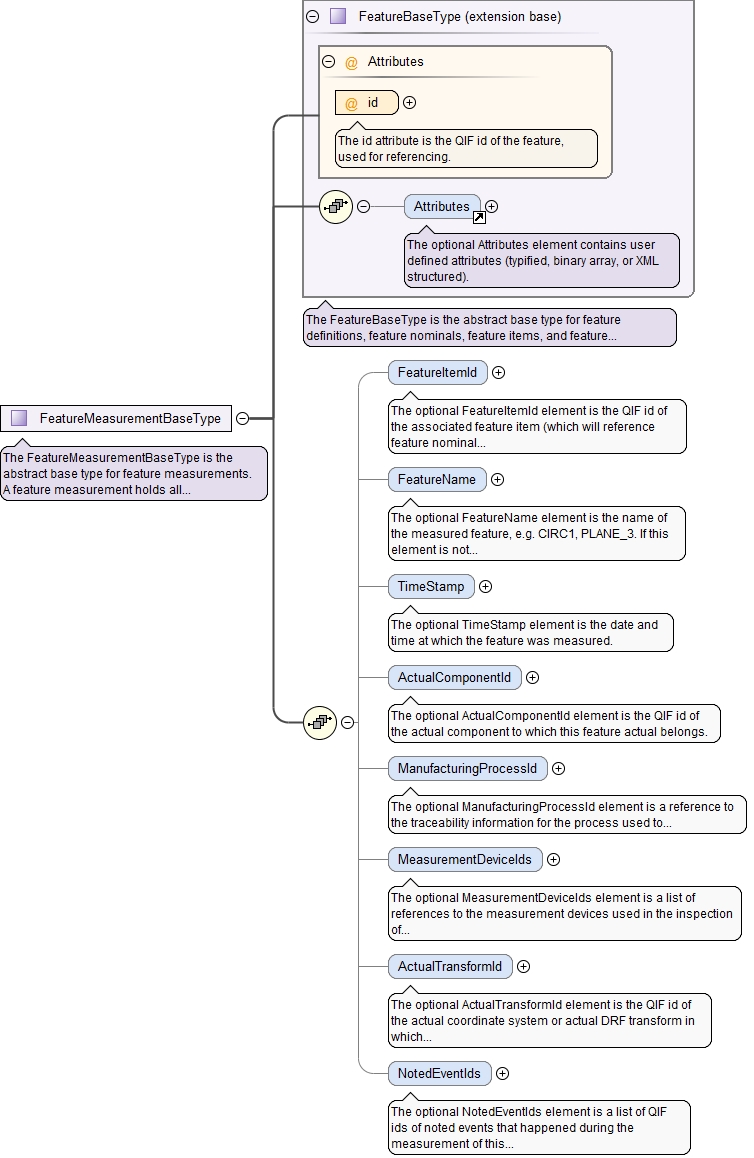 FeatureBaseType (extension base)
@ Attributes
@ id
The id attribute is the QIF id of the feature,
used for referencing.
Attributes
The optional Attributes element contains user
defined attributes (typified, binary array, or XML
structured).
The FeatureBaseType is the abstract base type for feature
definitions, feature nominals, feature items, and feature...
FeatureMeasurementBaseType
The FeatureMeasurementBaseType is the
abstract base type for feature measurements.
A feature measurement holds all...
FeatureItemId
The optional FeatureItemId element is the QIF id of
the associated feature item (which will reference
feature nominal...
FeatureName
The optional FeatureName element is the name of
the measured feature, e.g. CIRC1, PLANE_3. If this
element is not...
TimeStamp
The optional TimeStamp element is the date and
time at which the feature was measured.
ActualComponentId
The optional ActualComponentId element is the QIF id of
the actual component to which this feature actual belongs.
ManufacturingProcessId
The optional ManufacturingProcessId element is a reference to
the traceability information for the process used to...
MeasurementDeviceIds
The optional MeasurementDeviceIds element is a list of
references to the measurement devices used in the inspection
of...
ActualTransformId
The optional ActualTransformId element is the QIF id of
the actual coordinate system or actual DRF transform in
which...
NotedEventIds
The optional NotedEventIds element is a list of QIF
ids of noted events that happened during the
measurement of this...